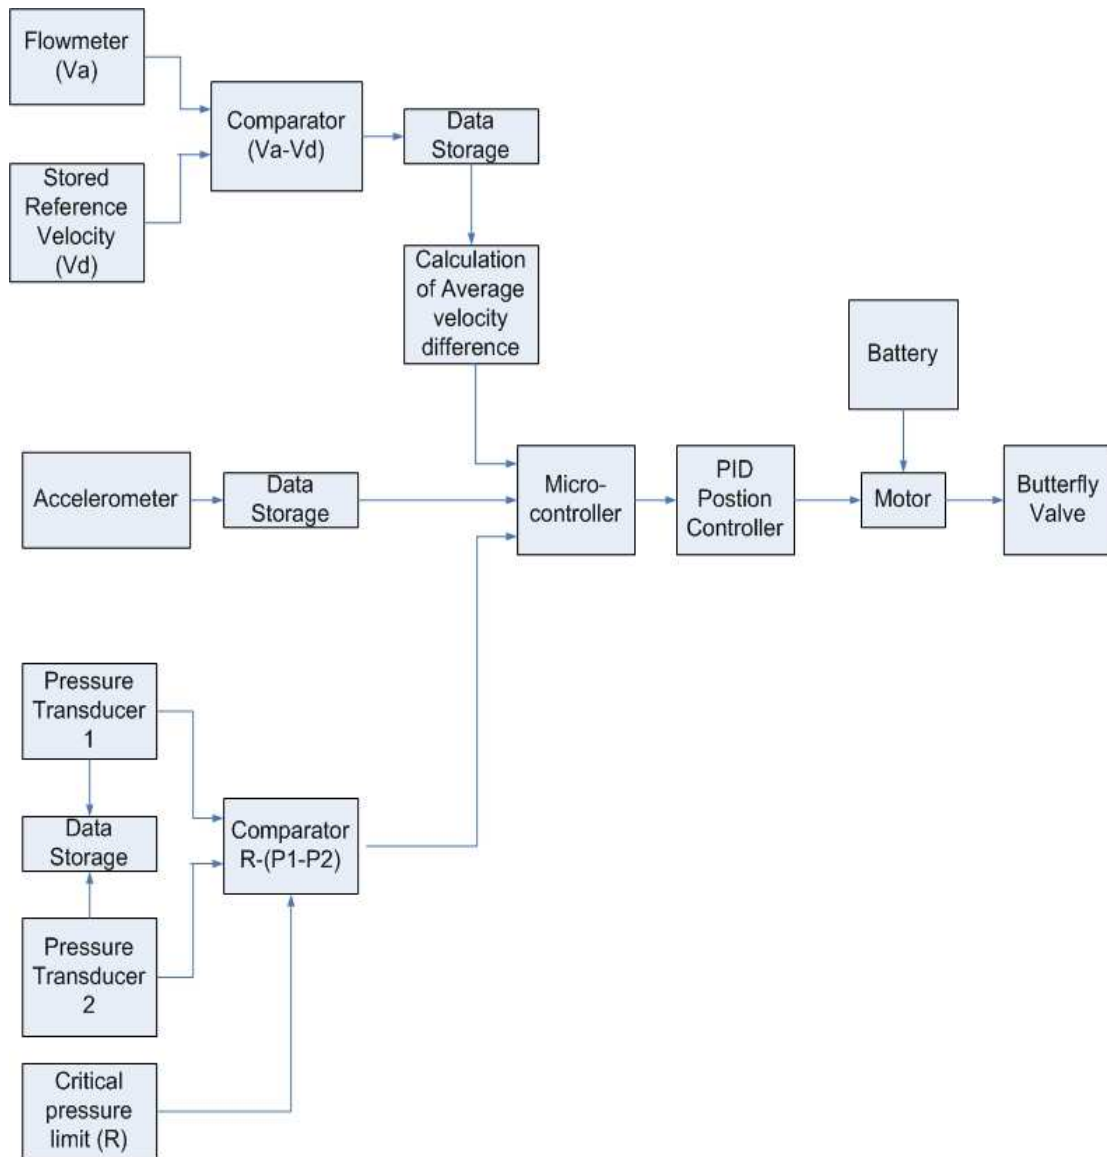 Flowmeter
(Va)
Comparator
(Va-Vd)
Data
Storage
Stored
Reference
Velocity
(Vd)
Calculation
of Average
velocity
difference
Battery
Accelerometer
Data
Storage
Micro-
controller
PID
Postion
Controller
Motor
Butterfly
Valve
Pressure
Transducer
1
Data
Storage
Comparator
R-(P1-P2)
Pressure
Transducer
2
Critical
pressure
limit (R)